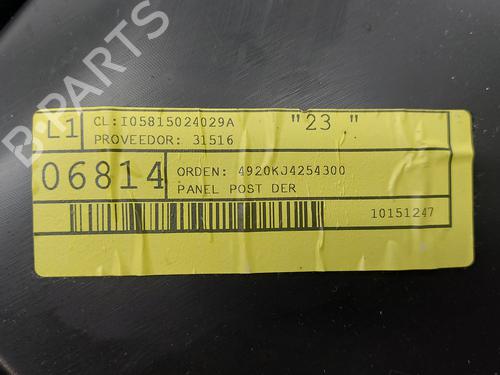 B-PARTS
L1 CL:I05815024029A "23 "
PROVEEDOR: 31516
06814 ORDEN: 4920KJ4254300
PANEL POST DER
10151247